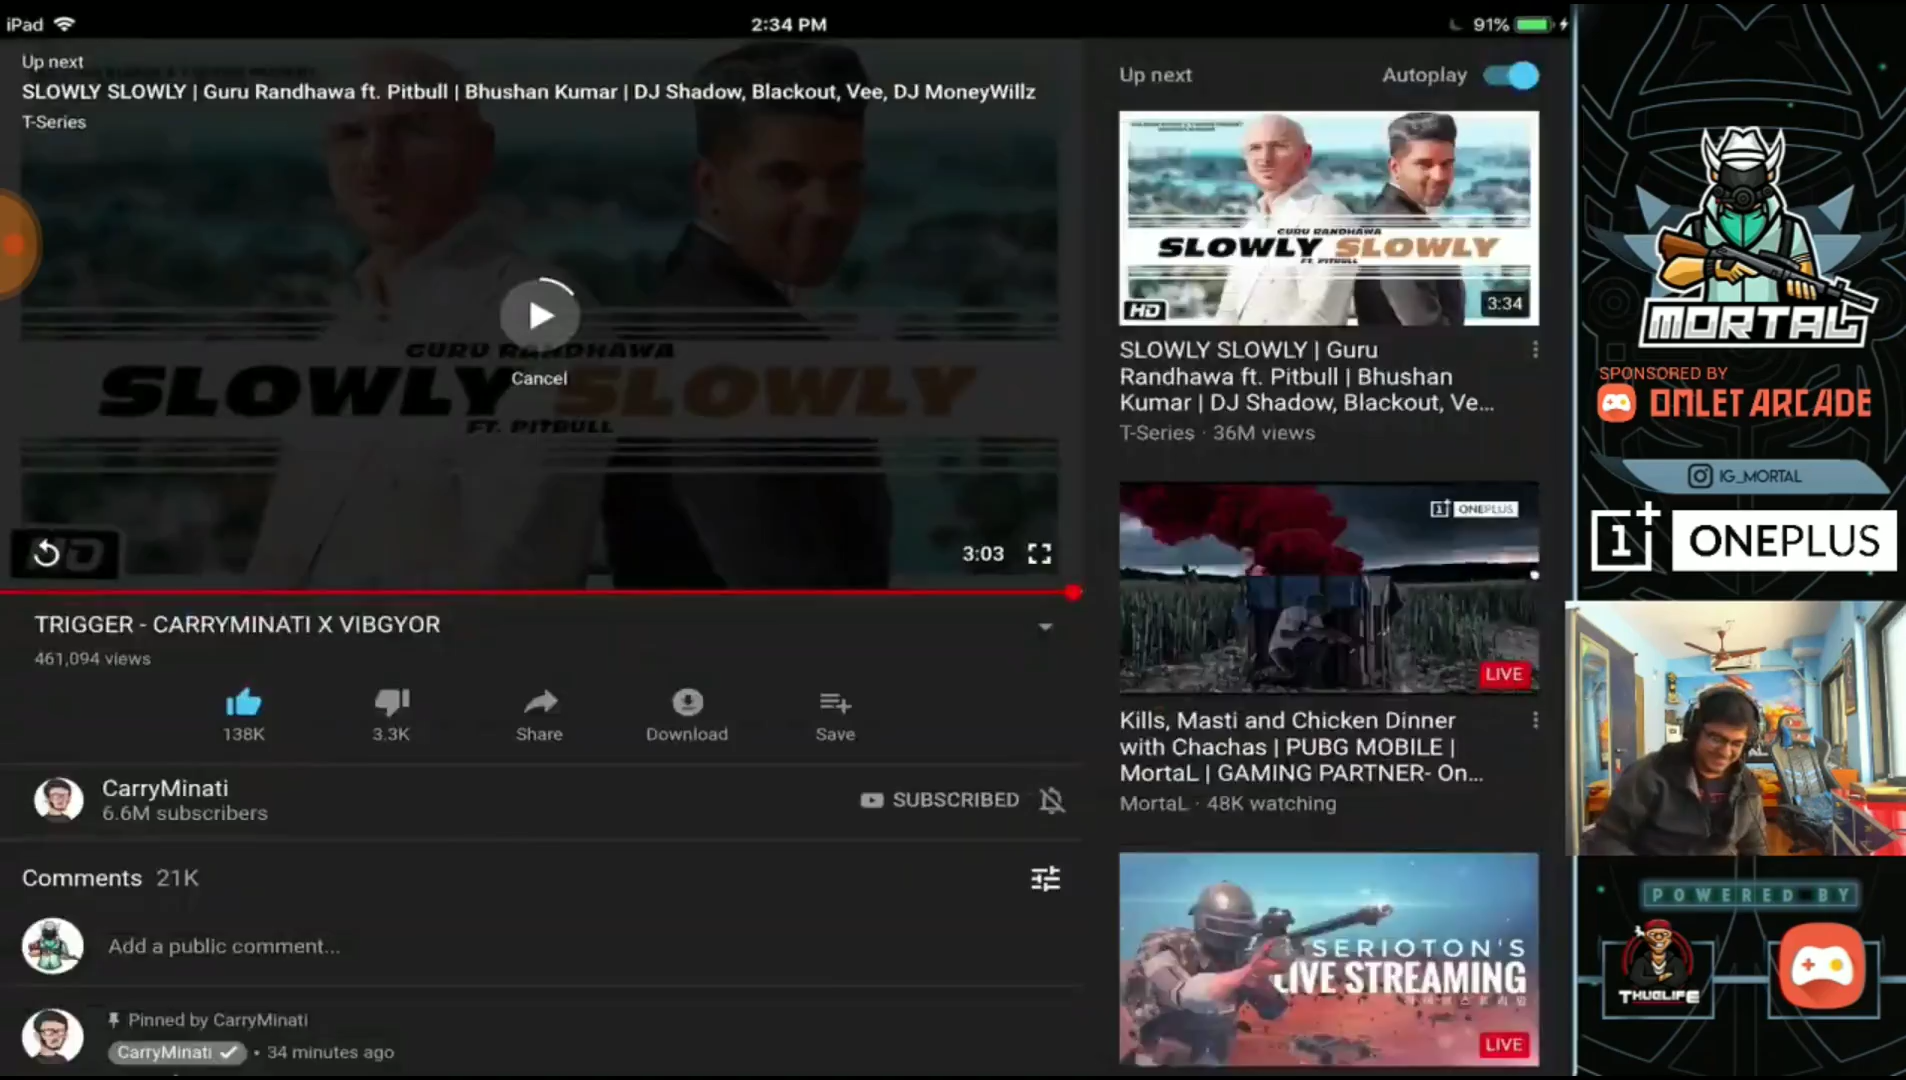 iPad
2:34 PM
91%
Up next
SLOWLY SLOWLY | Guru Randhawa ft. Pitbull | Bhushan Kumar | DJ Shadow, Blackout, Vee, DJ MoneyWillz
T-Series
GURU RANDHAWA
SLOWLY SLOWLY
FT. PITBULL
Cancel
HD
3:03
TRIGGER - CARRYMINATI X VIBGYOR
461,094 views
138K
3.3K
Share
Download
Save
CarryMinati
6.6M subscribers
SUBSCRIBED
Comments 21K
Add a public comment...
Pinned by CarryMinati
CarryMinati • 34 minutes ago
Up next
Autoplay
GURU RANDHAWA
SLOWLY SLOWLY
FT. PITBULL
HD
3:34
SLOWLY SLOWLY | Guru
Randhawa ft. Pitbull | Bhushan
Kumar | DJ Shadow, Blackout, Ve...
T-Series · 36M views
ONEPLUS
LIVE
Kills, Masti and Chicken Dinner
with Chachas | PUBG MOBILE |
MortaL | GAMING PARTNER- On...
MortaL · 48K watching
SERIOTON'S
LIVE STREAMING
LIVE
MORTAL
SPONSORED BY
OMLET ARCADE
IG_MORTAL
1+ ONEPLUS
POWERED BY
THUGLIFE